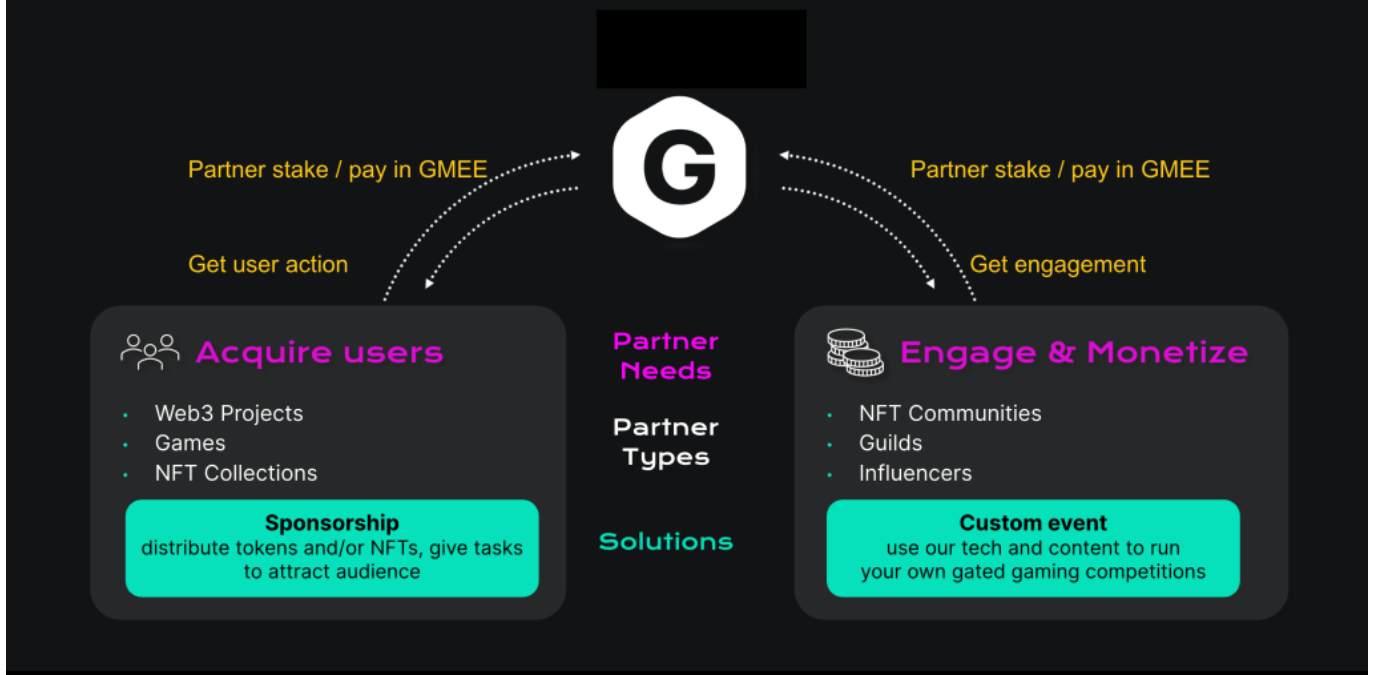 G
Partner stake / pay in GMEE
Partner stake / pay in GMEE
Get user action
Get engagement
Acquire users
Web3 Projects
Games
NFT Collections
Sponsorship
distribute tokens and/or NFTs, give tasks
to attract audience
Partner
Needs
Partner
Types
Solutions
Engage & Monetize
NFT Communities
Guilds
Influencers
Custom event
use our tech and content to run
your own gated gaming competitions